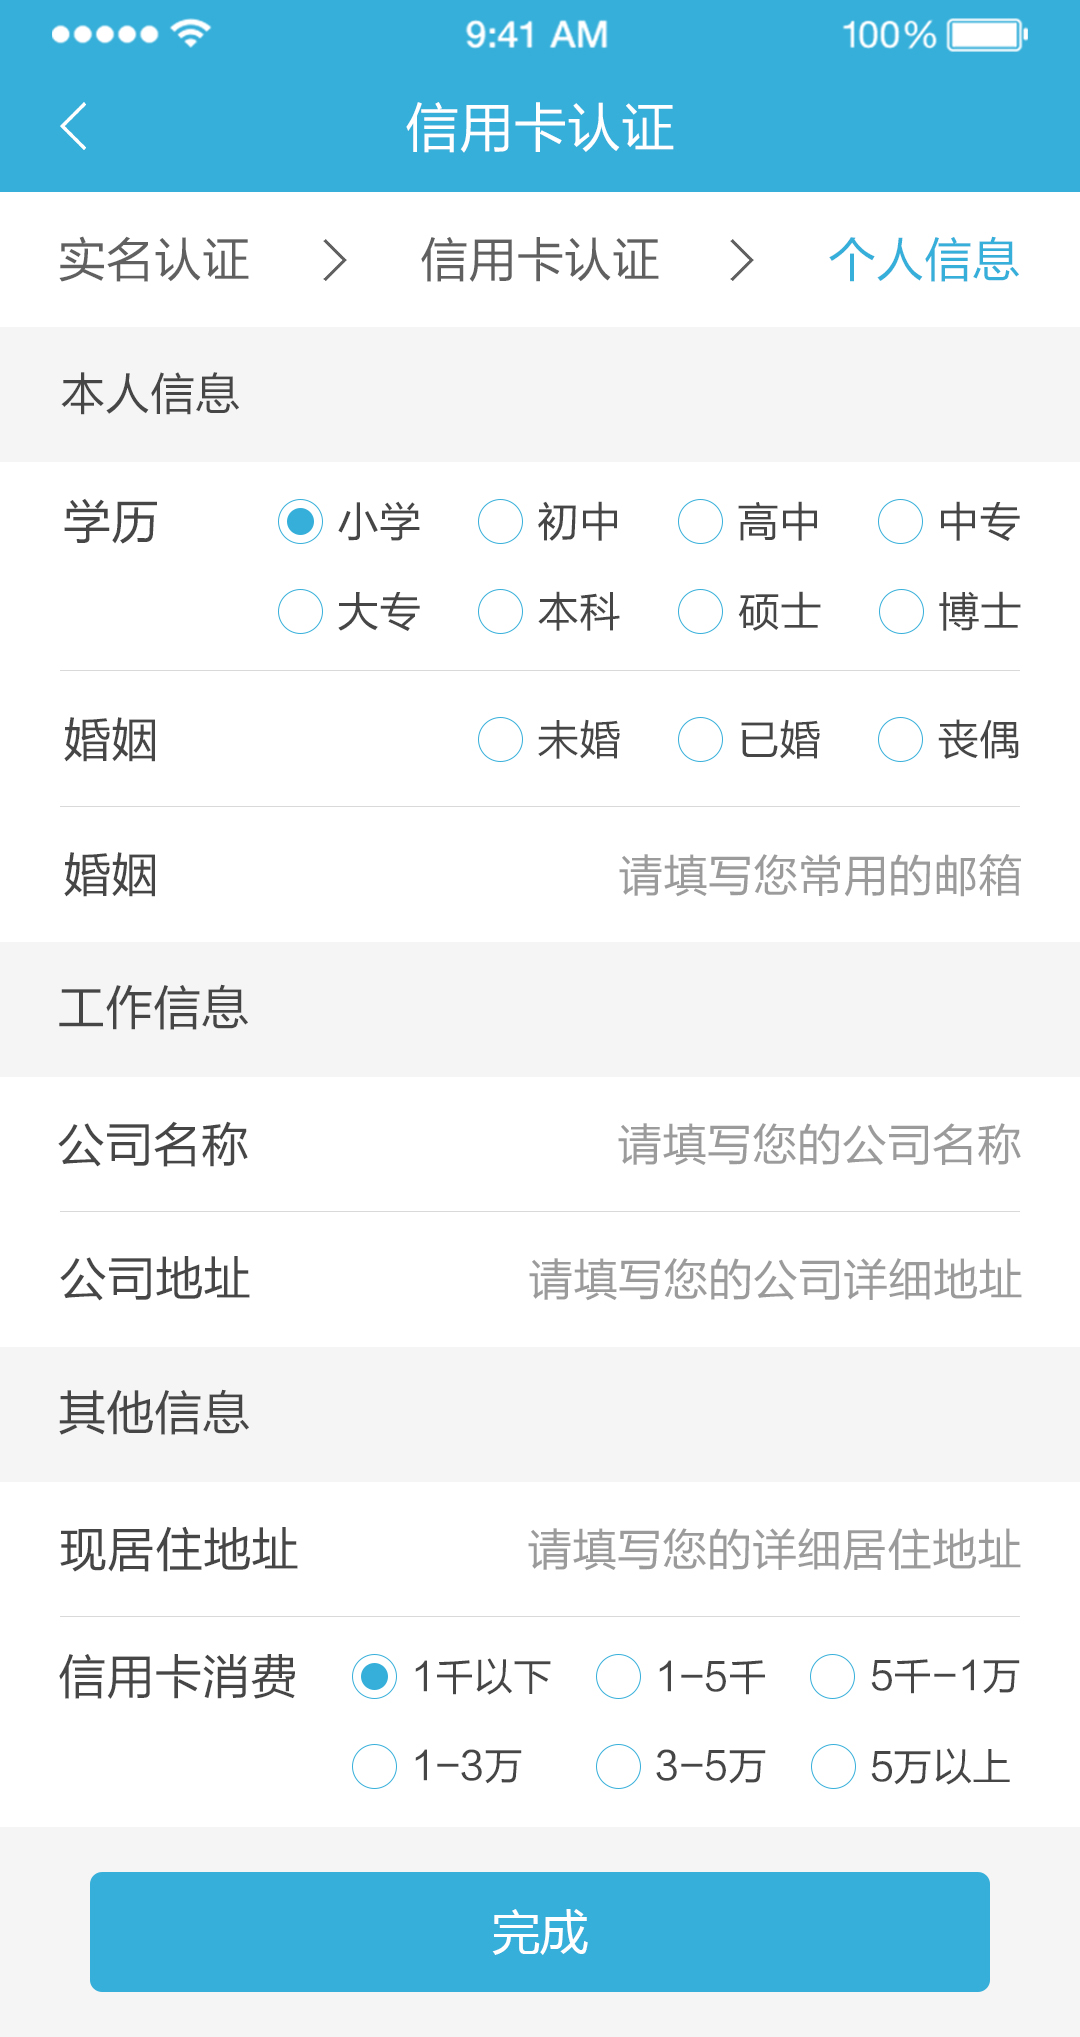 9:41 AM 100%
信用卡认证
实名认证 > 信用卡认证 > 个人信息
本人信息
学历 小学 初中 高中 中专
大专 本科 硕士 博士
婚姻 未婚 已婚 丧偶
婚姻 请填写您常用的邮箱
工作信息
公司名称 请填写您的公司名称
公司地址 请填写您的公司详细地址
其他信息
现居住地址 请填写您的详细居住地址
信用卡消费 1千以下 1-5千 5千-1万
1-3万 3-5万 5万以上
完成